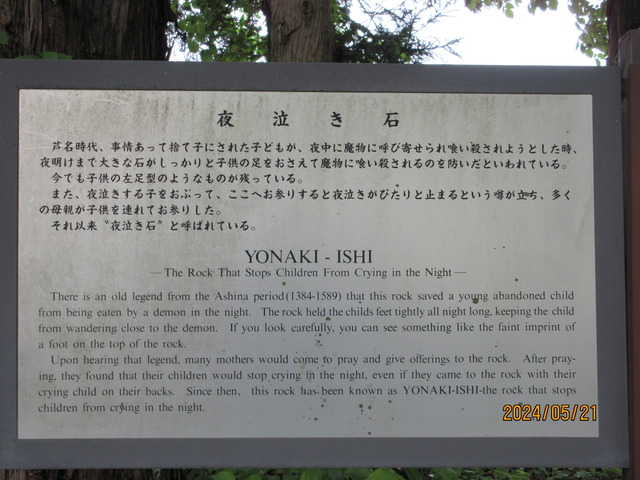 夜泣き石
芦名時代、事情あって捨て子にされた子どもが、夜中に魔物に呼び寄せられ喰い殺されようとした時、
夜明けまで大きな石がしっかりと子供の足をおさえて魔物に喰い殺されるのを防いだといわれている。
今でも子供の左足型のようなものが残っている。
また、夜泣きする子をおぶって、ここへお参りすると夜泣きがぴたりと止まるという噂が立ち、多く
の母親が子供を連れてお参りした。
それ以来〝夜泣き石〟と呼ばれている。
YONAKI - ISHI
—The Rock That Stops Children From Crying in the Night—
There is an old legend from the Ashina period(1384-1589) that this rock saved a young abandoned child
from being eaten by a demon in the night. The rock held the childs feet tightly all night long, keeping the child
from wandering close to the demon. If you look carefully, you can see something like the faint imprint of
a foot on the top of the rock.
Upon hearing that legend, many mothers would come to pray and give offerings to the rock. After pray-
ing, they found that their children would stop crying in the night, even if they came to the rock with their
crying child on their backs. Since then, this rock has been known as YONAKI-ISHI-the rock that stops
children from crying in the night.
2024/05/21